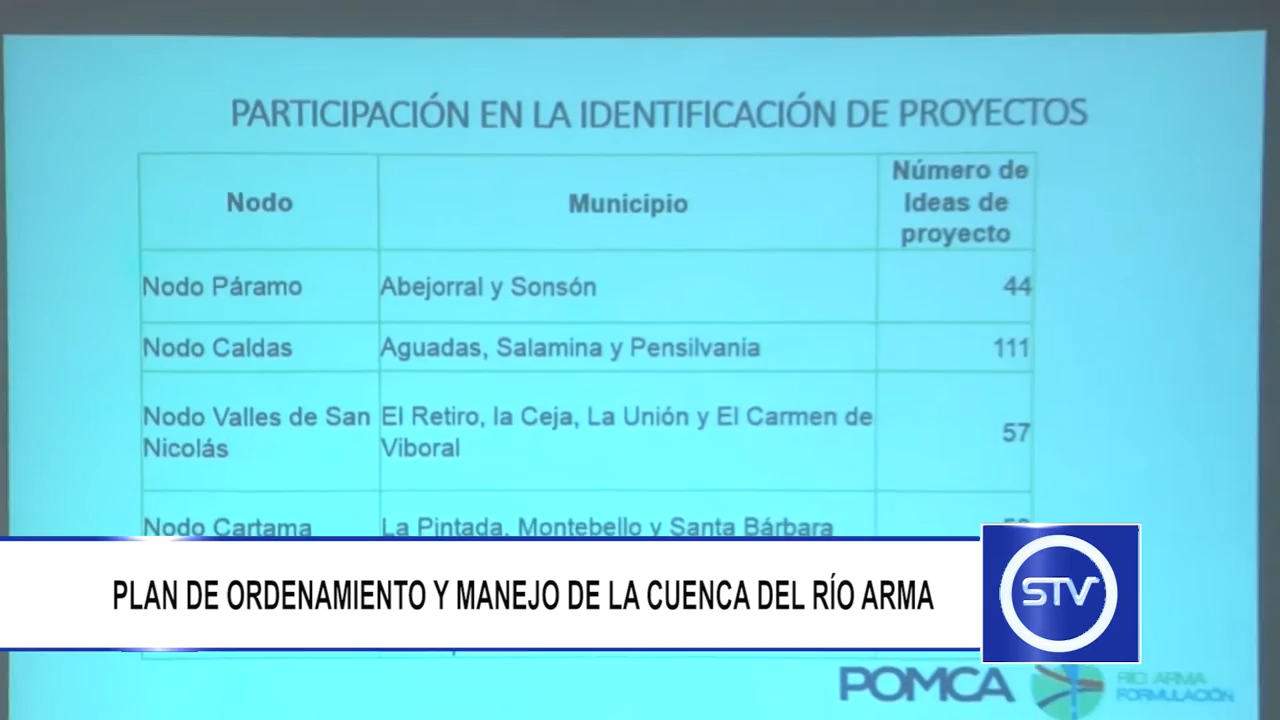 PARTICIPACIÓN EN LA IDENTIFICACIÓN DE PROYECTOS
Nodo
Municipio
Número de
Ideas de
proyecto
Nodo Páramo
Abejorral y Sonsón
44
Nodo Caldas
Aguadas, Salamina y Pensilvania
111
Nodo Valles de San
Nicolás
El Retiro, la Ceja, La Unión y El Carmen de
Viboral
57
Nodo Cartama
La Pintada, Montebello y Santa Bárbara
PLAN DE ORDENAMIENTO Y MANEJO DE LA CUENCA DEL RÍO ARMA
STV
POMCA
RÍO ARMA
FORMULACIÓN